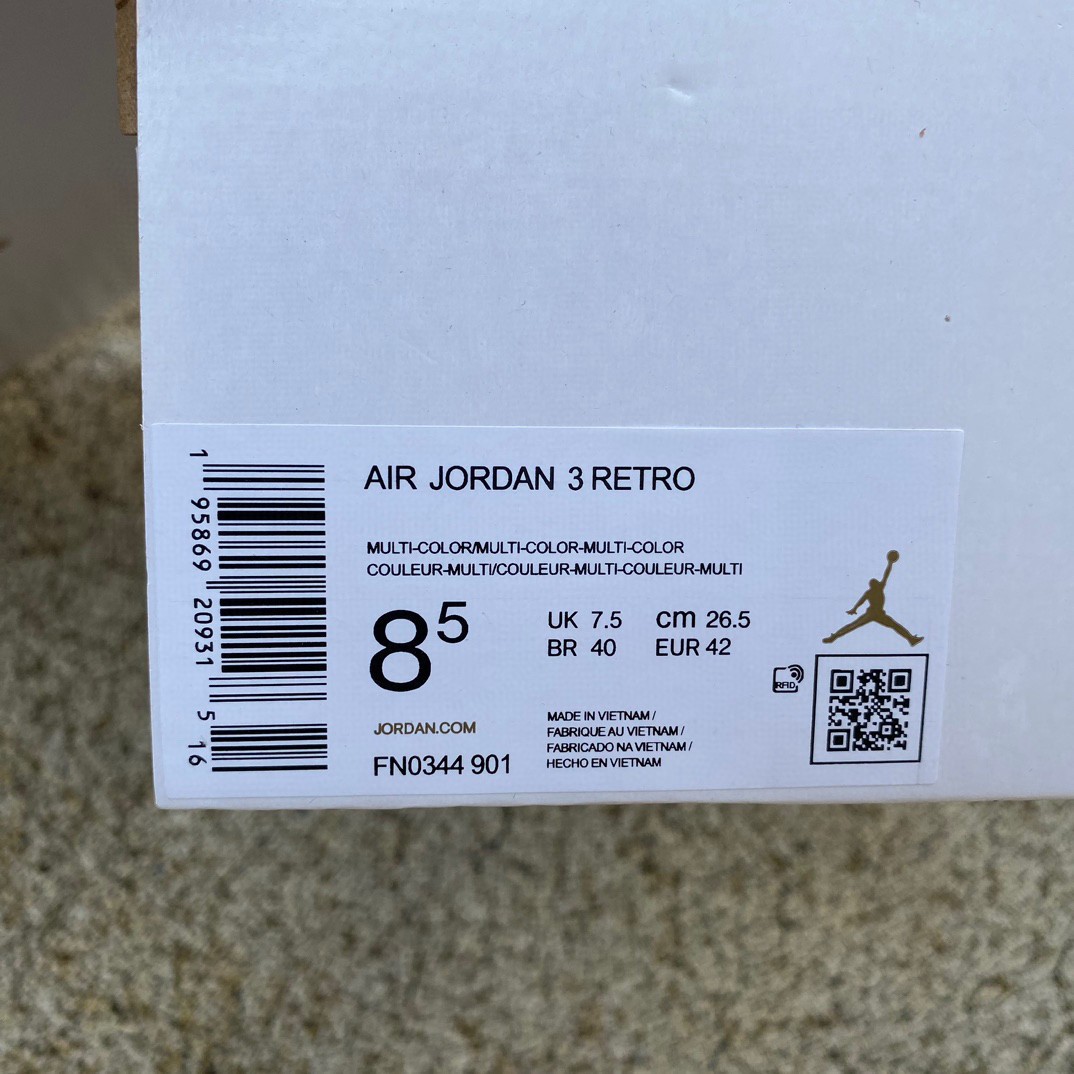 AIR JORDAN 3 RETRO
MULTI-COLOR/MULTI-COLOR-MULTI-COLOR
COULEUR-MULTI/COULEUR-MULTI-COULEUR-MULTI
8⁵
UK 7.5 cm 26.5
BR 40 EUR 42
RFID
JORDAN.COM
FN0344 901
MADE IN VIETNAM /
FABRIQUE AU VIETNAM /
FABRICADO NA VIETNAM /
HECHO EN VIETNAM
1 95869 20931 5 16